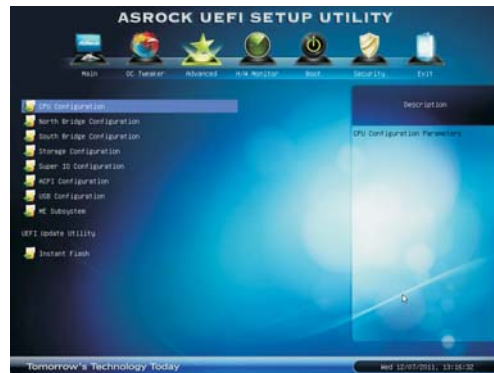 ASROCK UEFI SETUP UTILITY
Main OC Tweaker Advanced H/W Monitor Boot Security Exit
CPU Configuration
North Bridge Configuration
South Bridge Configuration
Storage Configuration
Super IO Configuration
ACPI Configuration
USB Configuration
ME Subsystem
UEFI Update Utility
Instant Flash
Description
CPU Configuration Parameters
Tomorrow's Technology Today
Wed 12/07/2011, 13:16:32